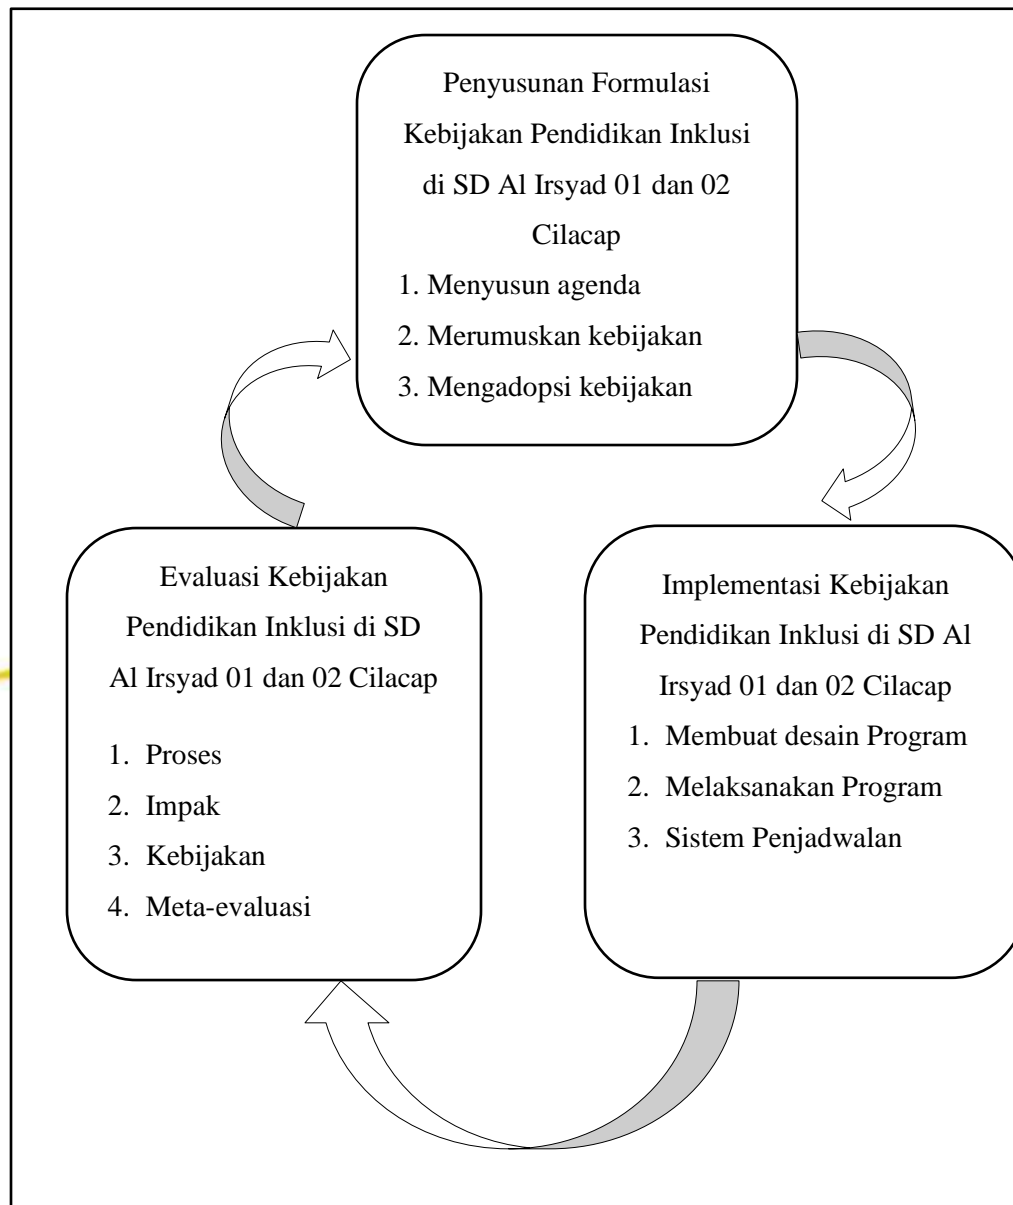 Penyusunan Formulasi
Kebijakan Pendidikan Inklusi
di SD Al Irsyad 01 dan 02
Cilacap
1. Menyusun agenda
2. Merumuskan kebijakan
3. Mengadopsi kebijakan
Evaluasi Kebijakan
Pendidikan Inklusi di SD
Al Irsyad 01 dan 02 Cilacap
1. Proses
2. Impak
3. Kebijakan
4. Meta-evaluasi
Implementasi Kebijakan
Pendidikan Inklusi di SD Al
Irsyad 01 dan 02 Cilacap
1. Membuat desain Program
2. Melaksanakan Program
3. Sistem Penjadwalan